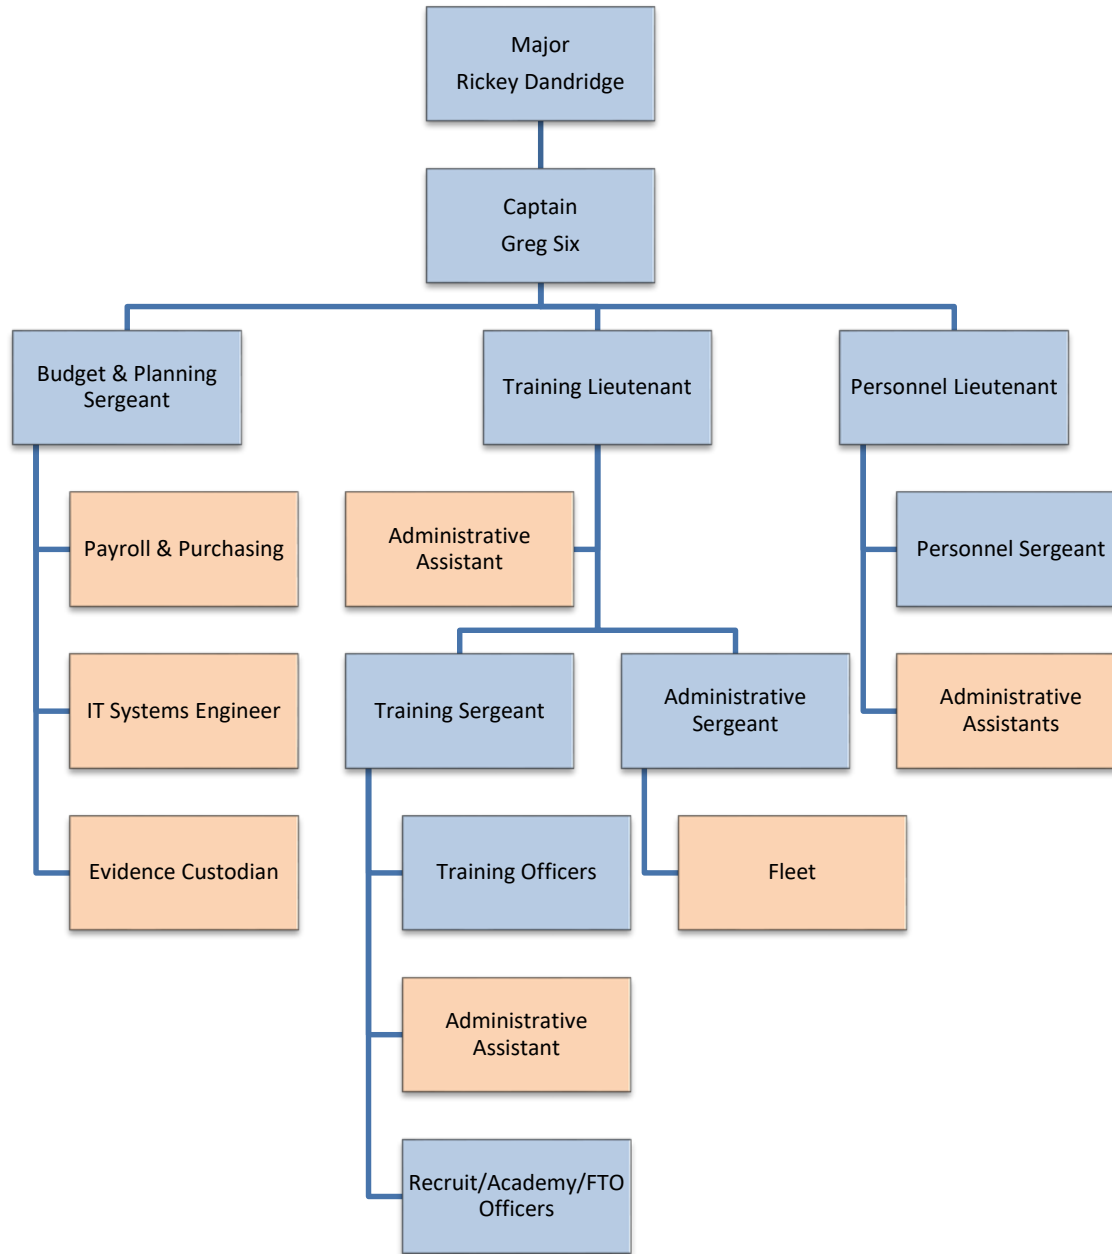 Major
Rickey Dandridge
Captain
Greg Six
Budget & Planning
Sergeant
Training Lieutenant
Personnel Lieutenant
Payroll & Purchasing
Administrative
Assistant
Personnel Sergeant
IT Systems Engineer
Training Sergeant
Administrative
Sergeant
Administrative
Assistants
Evidence Custodian
Training Officers
Fleet
Administrative
Assistant
Recruit/Academy/FTO
Officers